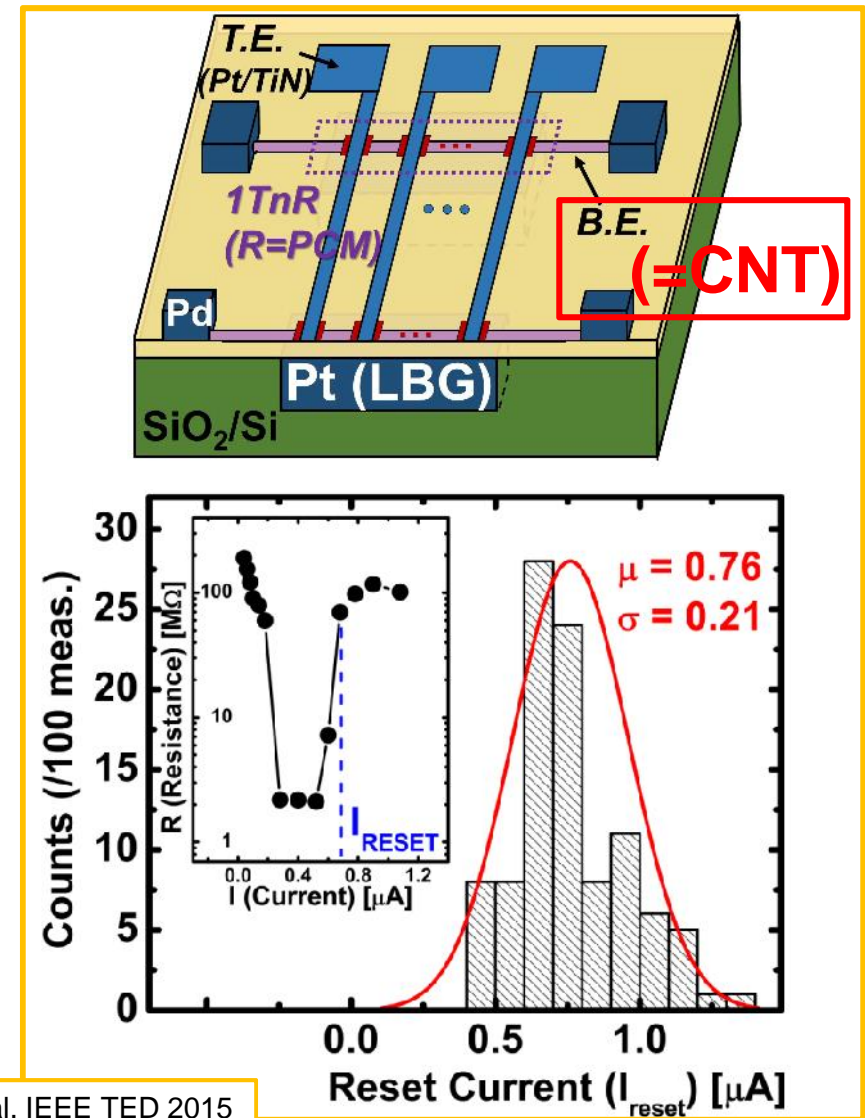 T.E.
(Pt/TiN)
1TnR
(R=PCM)
B.E.
(=CNT)
Pd
Pt (LBG)
SiO₂/Si
Counts (/100 meas.)
30
25
20
15
10
5
0
μ = 0.76
σ = 0.21
R (Resistance) [MΩ]
100
10
1
I_RESET
0.0 0.4 0.8 1.2
I (Current) [μA]
0.0 0.5 1.0
Reset Current (I_reset) [μA]
al. IEEE TED 2015